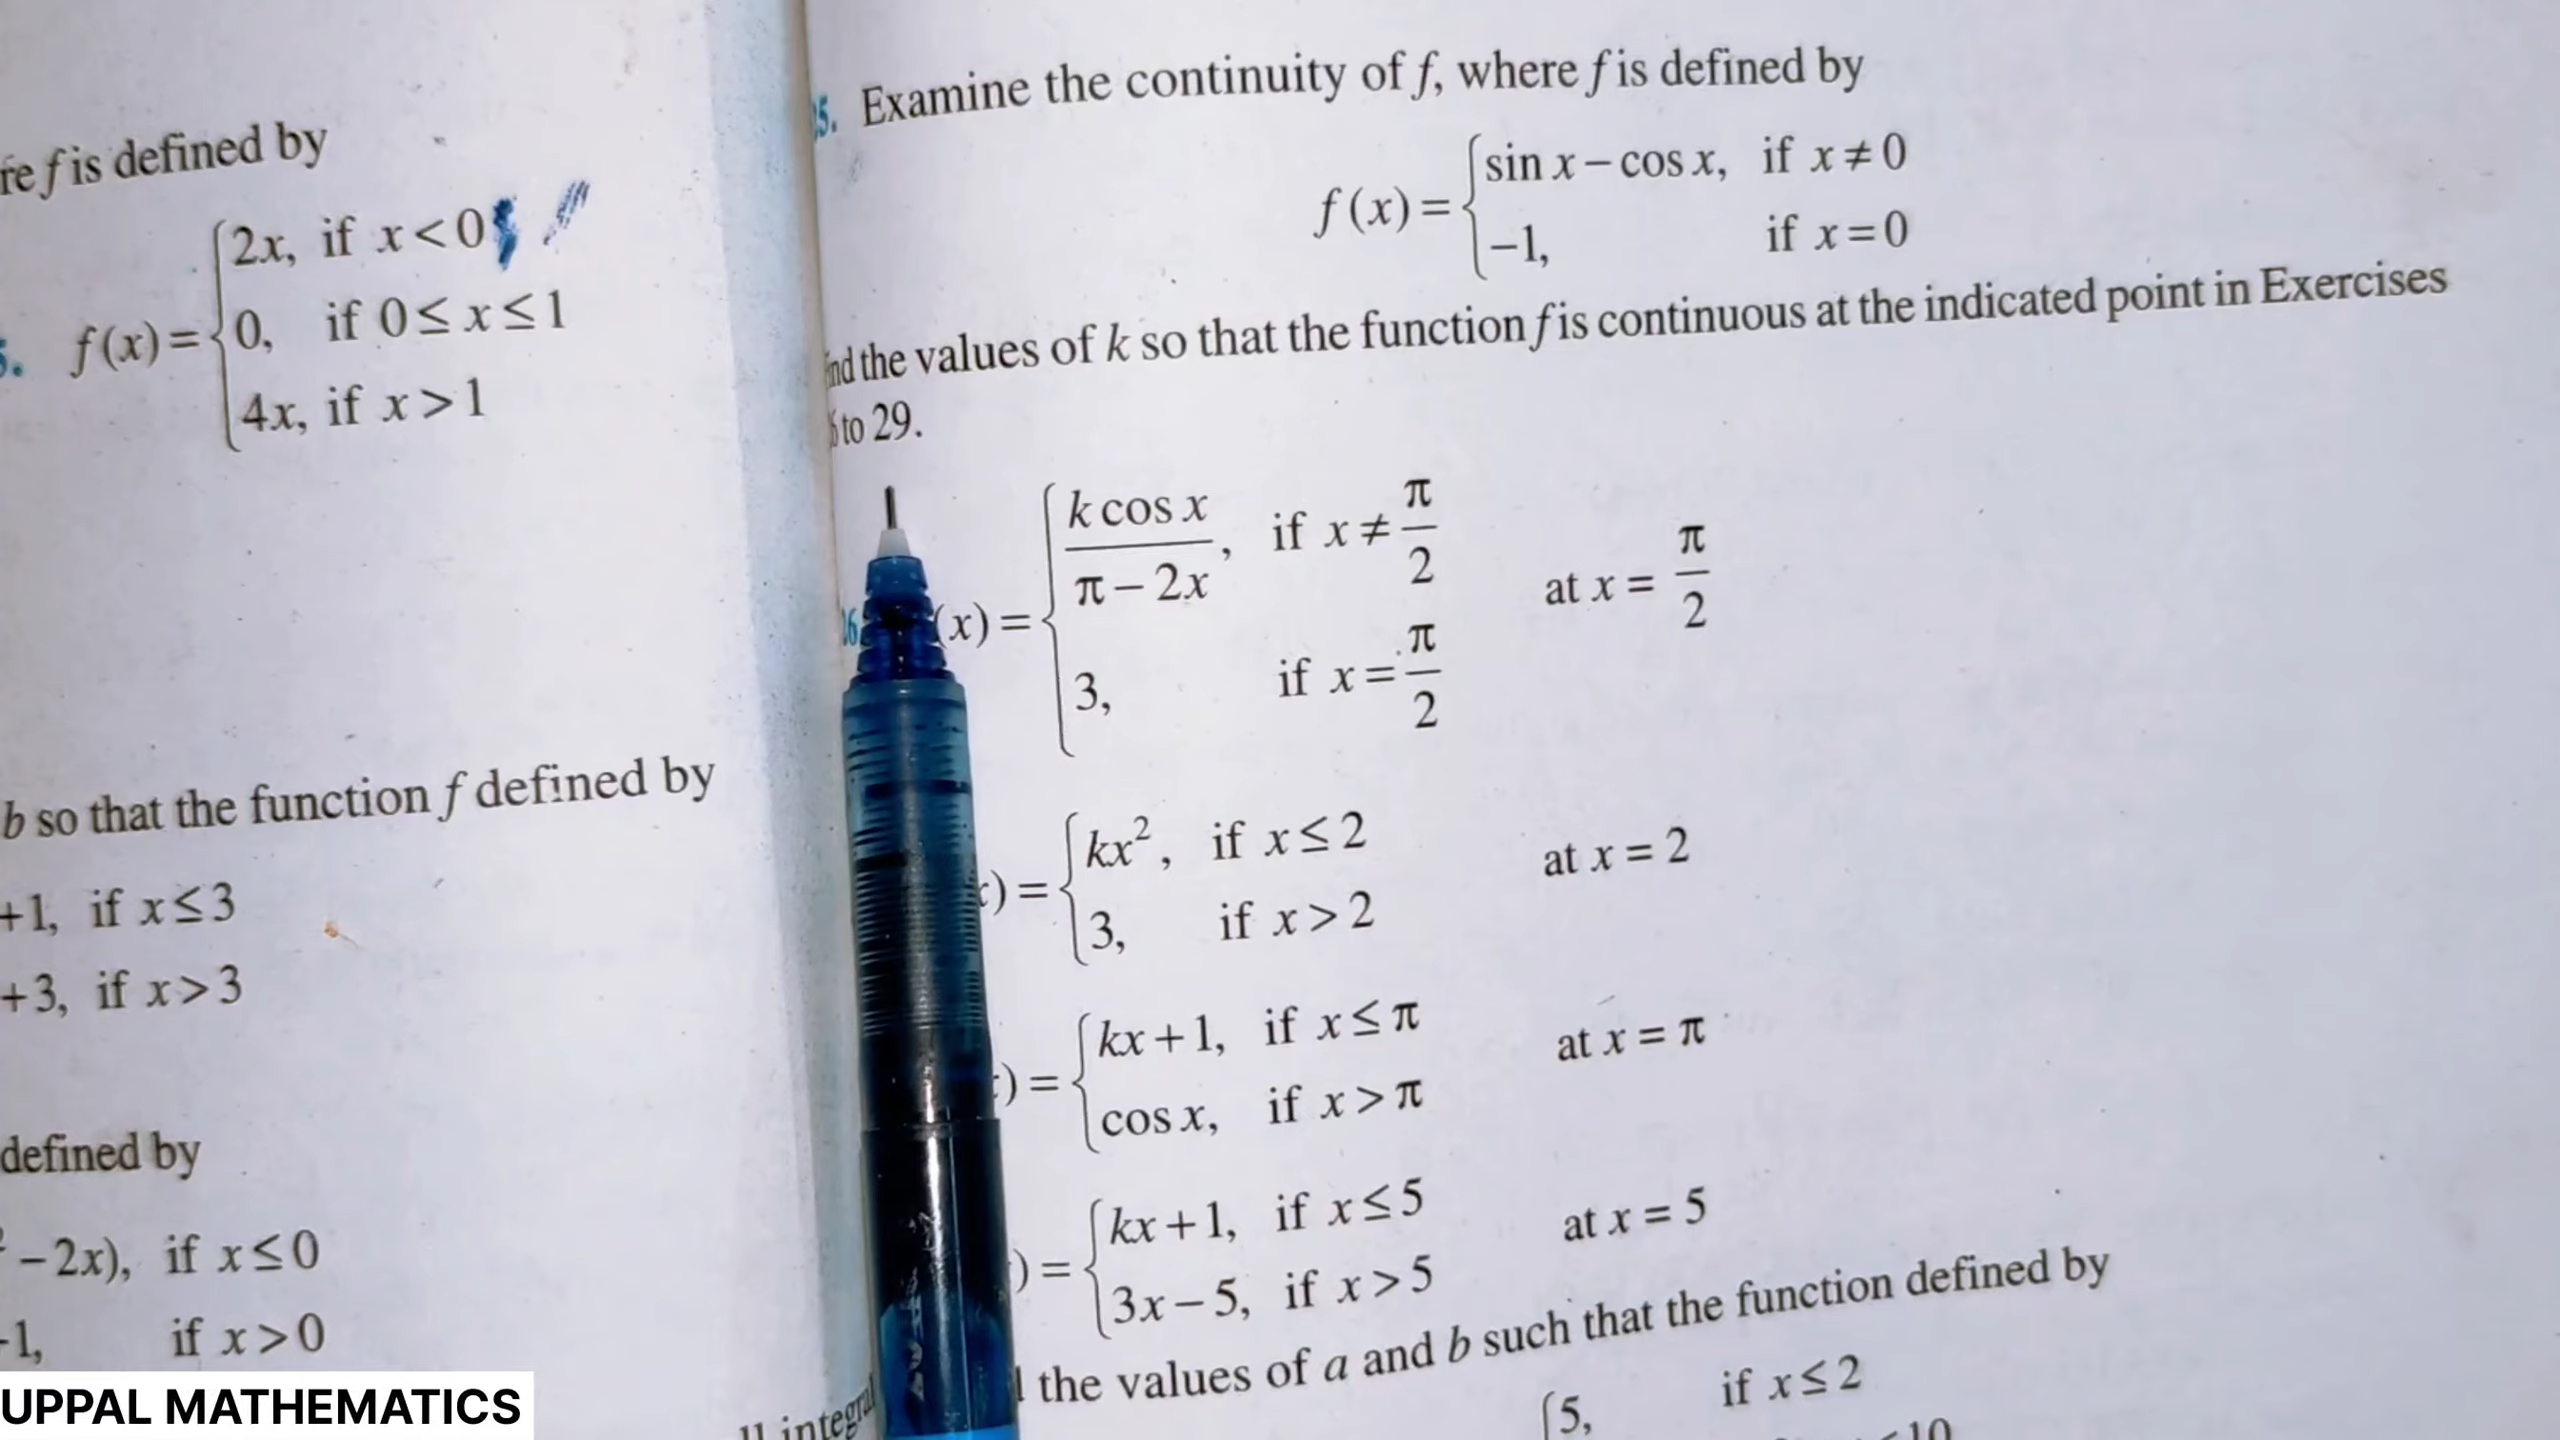 re f is defined by
2x, if x < 0
f(x) = 0, if 0 ≤ x ≤ 1
4x, if x > 1
b so that the function f defined by
+1, if x ≤ 3
+3, if x > 3
defined by
– 2x), if x ≤ 0
1, if x > 0
5. Examine the continuity of f, where f is defined by
f(x) = sin x – cos x, if x ≠ 0
–1, if x = 0
the values of k so that the function f is continuous at the indicated point in Exercises
to 29.
(x) = k cos x / π – 2x, if x ≠ π/2 at x = π/2
3, if x = π/2
) = kx², if x ≤ 2 at x = 2
3, if x > 2
) = kx + 1, if x ≤ π at x = π
cos x, if x > π
) = kx + 1, if x ≤ 5 at x = 5
3x – 5, if x > 5
the values of a and b such that the function defined by
5, if x ≤ 2
UPPAL MATHEMATICS